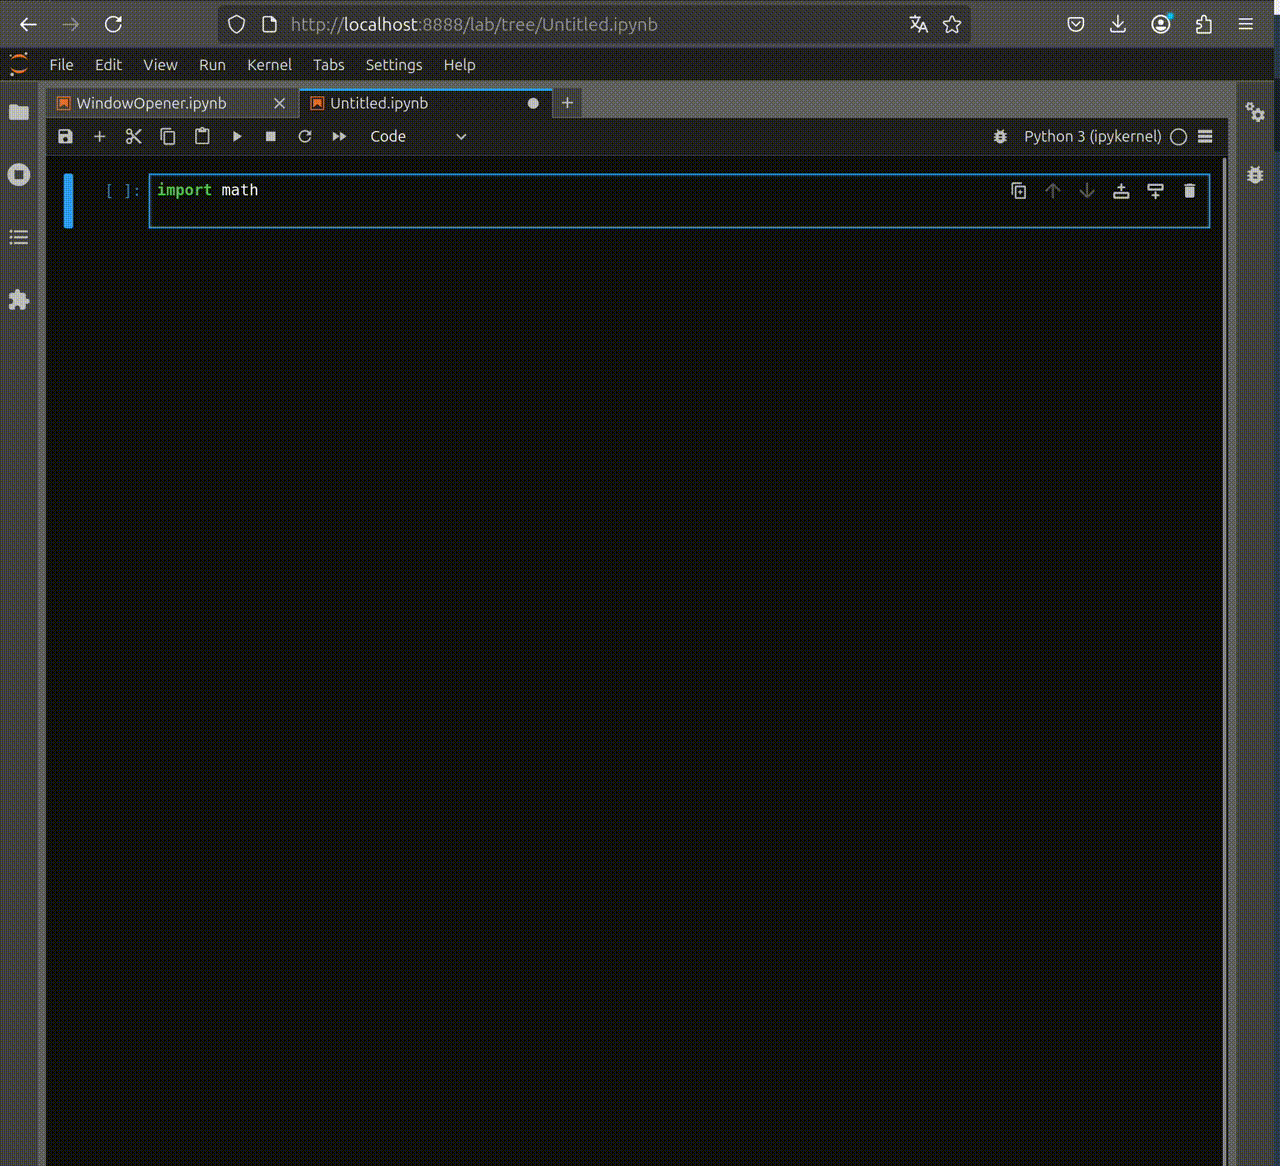 http://localhost:8888/lab/tree/Untitled.ipynb
File Edit View Run Kernel Tabs Settings Help
WindowOpener.ipynb Untitled.ipynb
Code Python 3 (ipykernel)
[ ]: import math